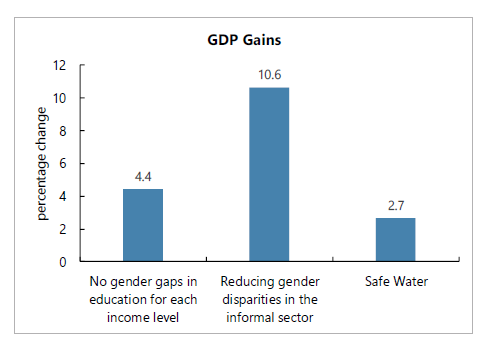 GDP Gains
percentage change
12
10
8
6
4
2
0
4.4
10.6
2.7
No gender gaps in
education for each
income level
Reducing gender
disparities in the
informal sector
Safe Water